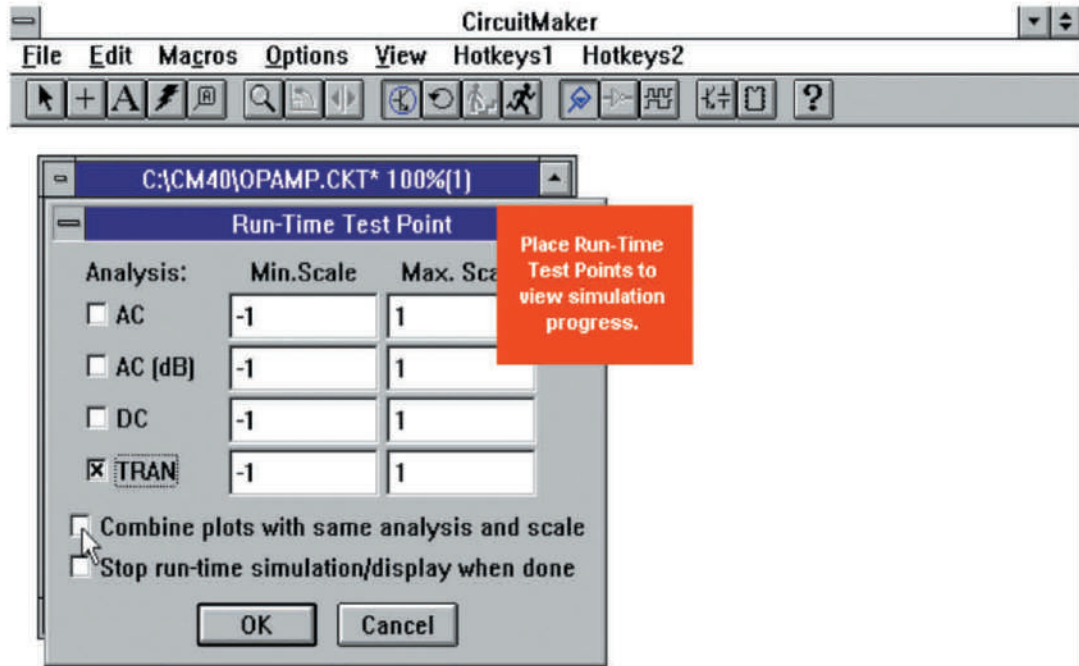 CircuitMaker
File Edit Macros Options View Hotkeys1 Hotkeys2
A ?
C:\CM40\OPAMP.CKT* 100%(1)
Run-Time Test Point
Place Run-Time
Test Points to
view simulation
progress.
Analysis: Min.Scale Max.
AC -1 1
AC (dB) -1 1
DC -1 1
TRAN -1 1
Combine plots with same analysis and scale
Stop run-time simulation/display when done
OK Cancel